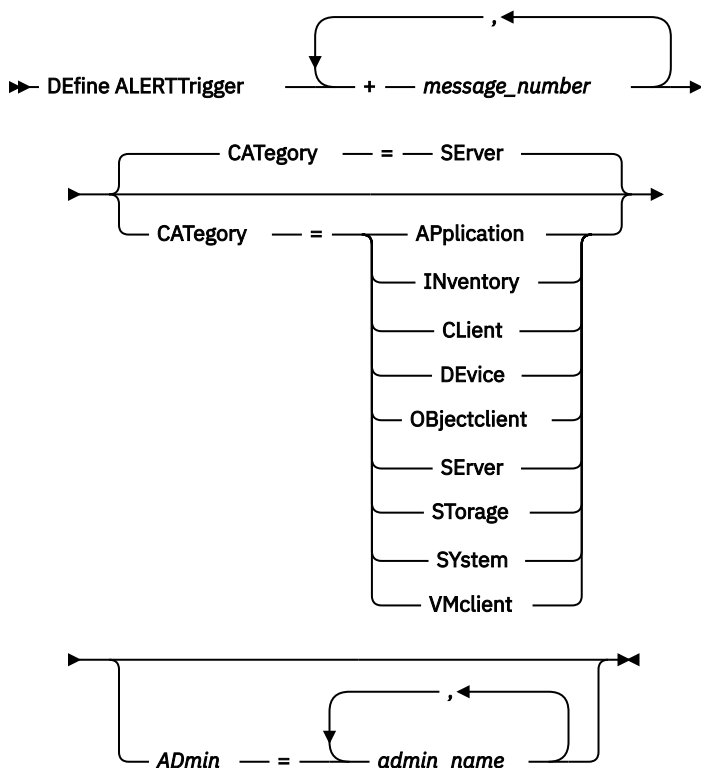 ,
DEfine ALERTTrigger + message_number
CATegory = SErver
CATegory = APplication
INventory
CLient
DEvice
OBjectclient
SErver
STorage
SYstem
VMclient
,
ADmin = admin_name